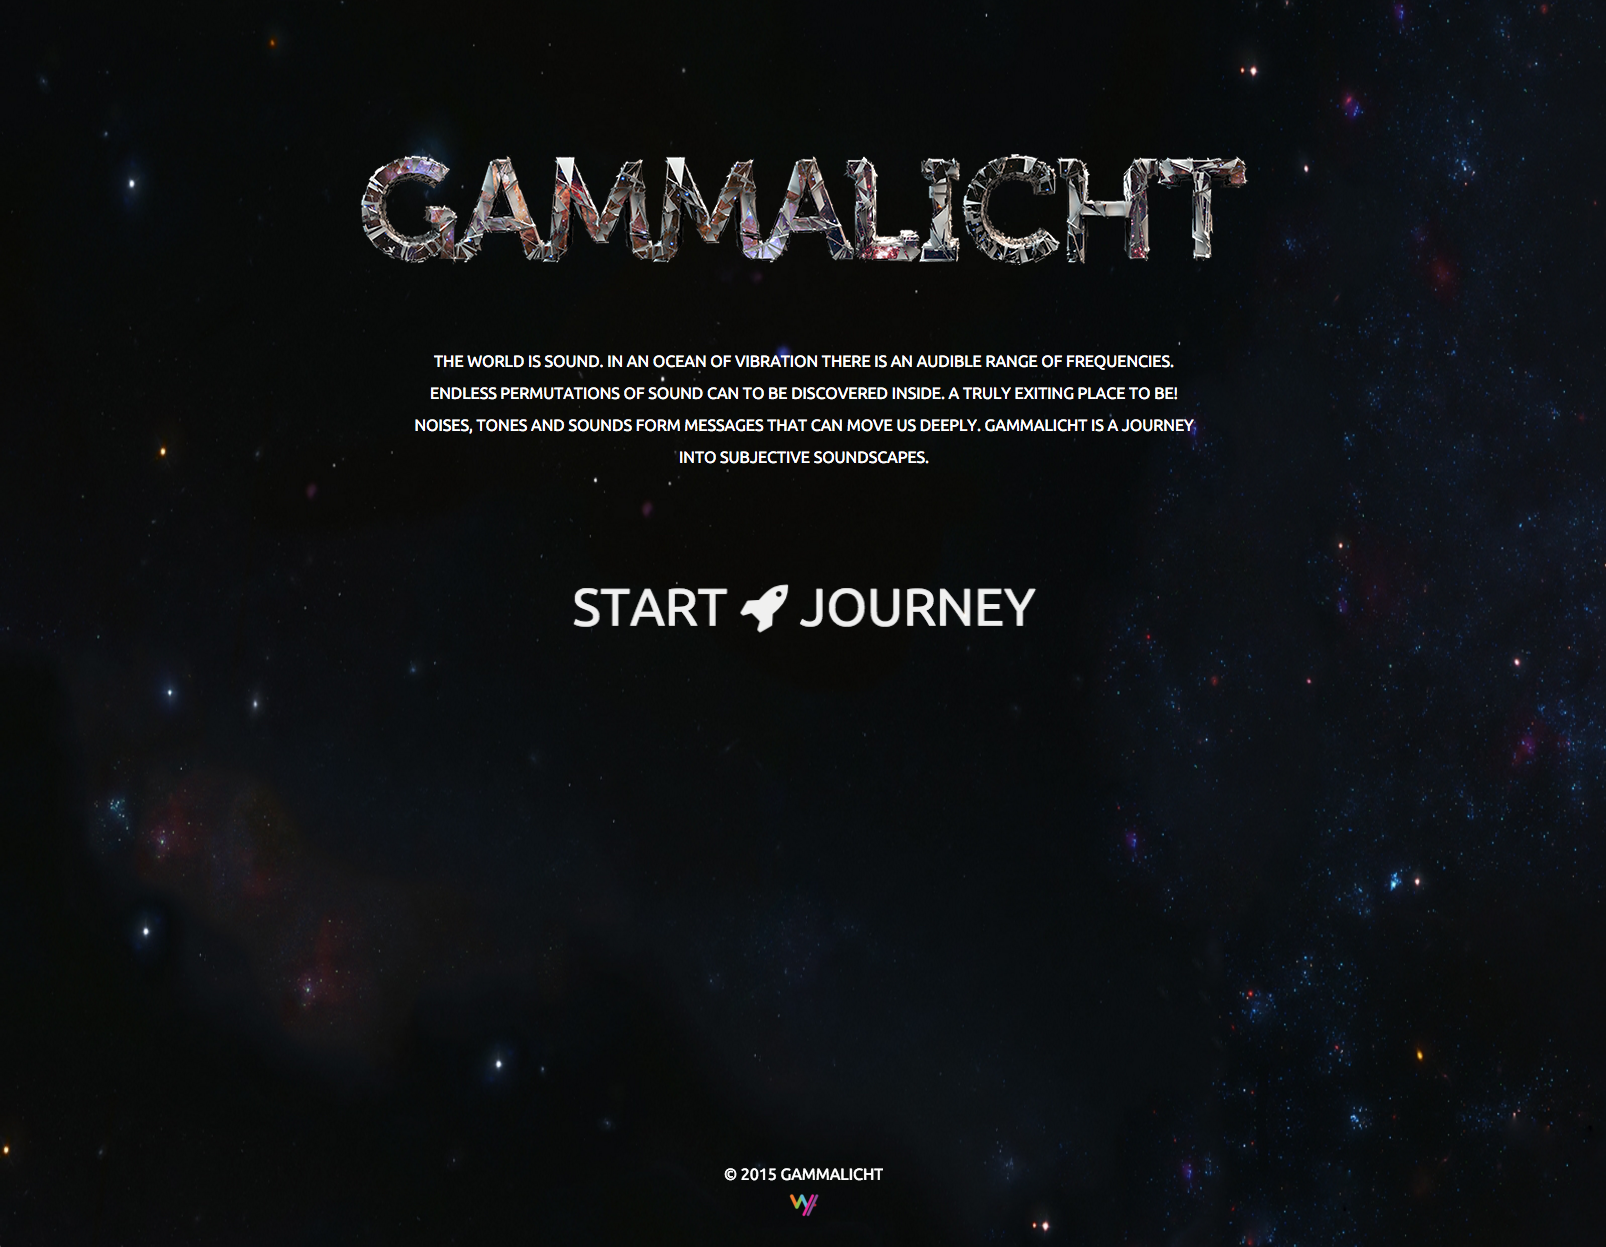 GAMMALICHT
THE WORLD IS SOUND. IN AN OCEAN OF VIBRATION THERE IS AN AUDIBLE RANGE OF FREQUENCIES.
ENDLESS PERMUTATIONS OF SOUND CAN TO BE DISCOVERED INSIDE. A TRULY EXITING PLACE TO BE!
NOISES, TONES AND SOUNDS FORM MESSAGES THAT CAN MOVE US DEEPLY. GAMMALICHT IS A JOURNEY
INTO SUBJECTIVE SOUNDSCAPES.
START JOURNEY
© 2015 GAMMALICHT